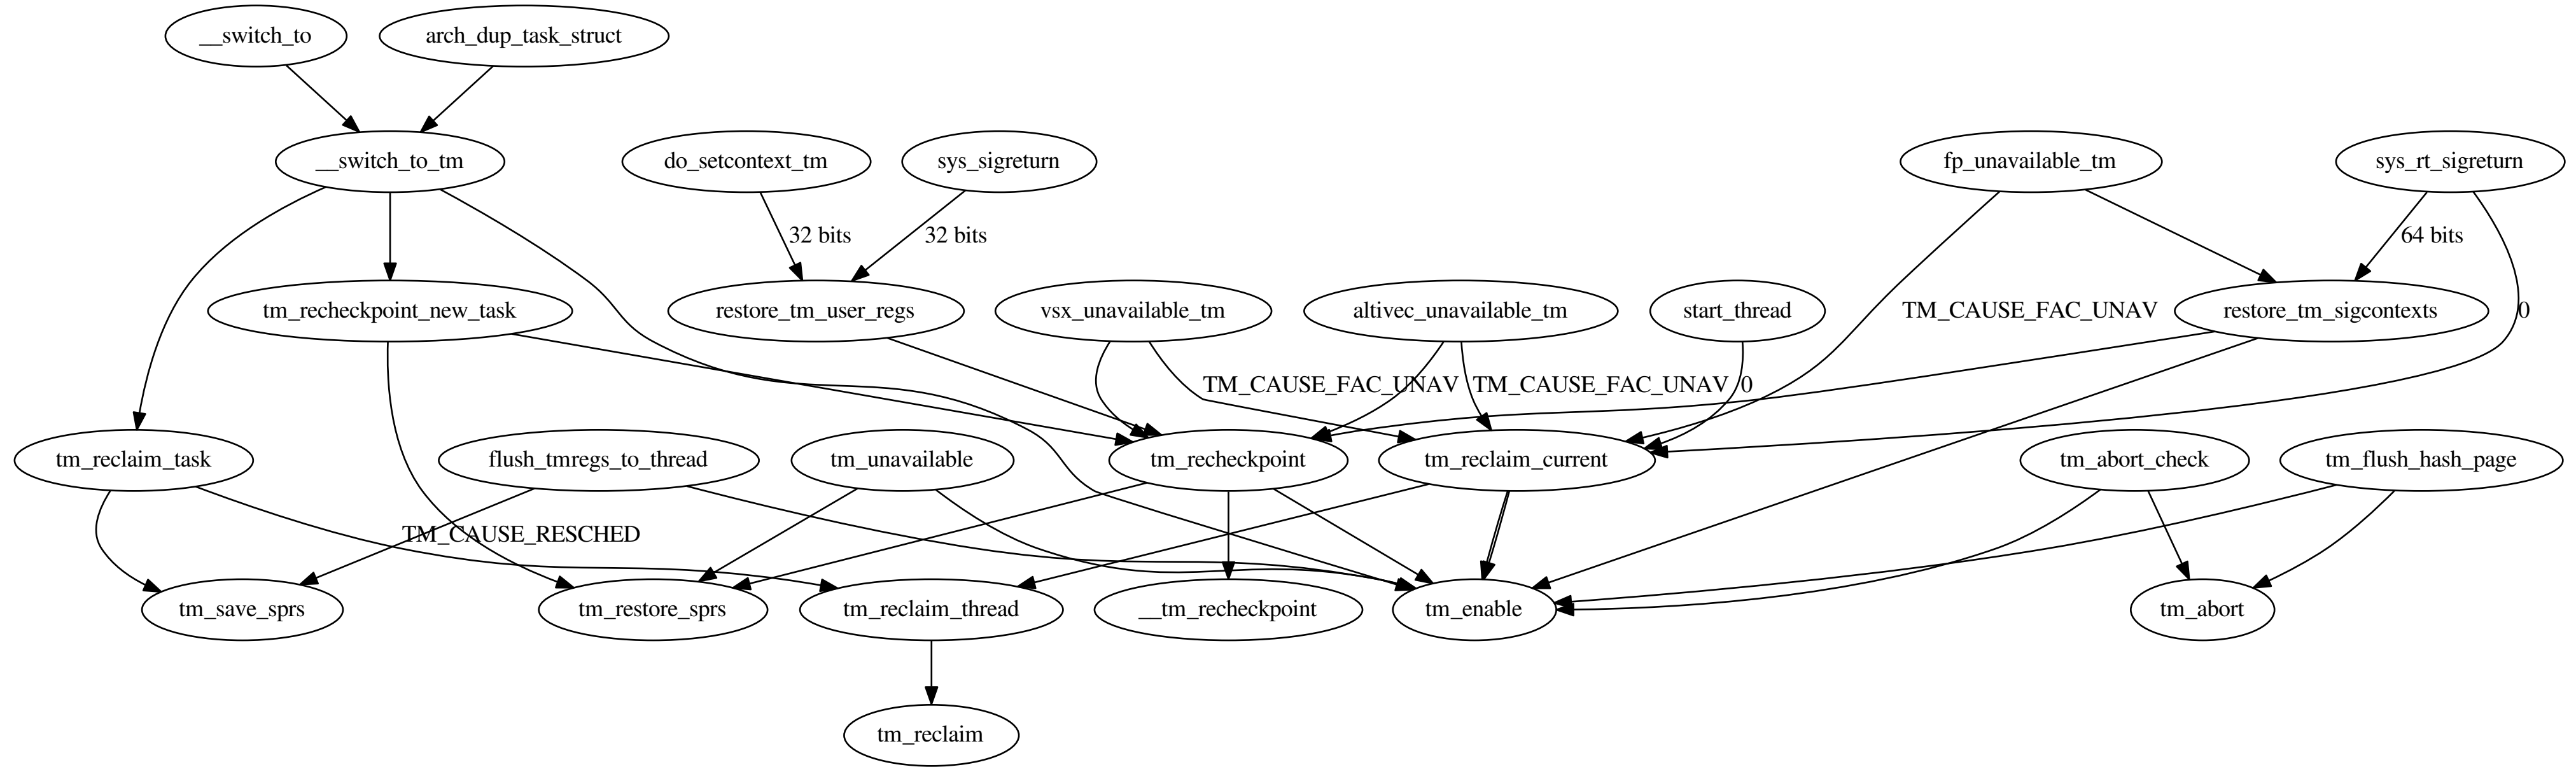 __switch_to
arch_dup_task_struct
__switch_to_tm
do_setcontext_tm
sys_sigreturn
fp_unavailable_tm
sys_rt_sigreturn
32 bits
32 bits
64 bits
tm_recheckpoint_new_task
restore_tm_user_regs
vsx_unavailable_tm
altivec_unavailable_tm
start_thread
TM_CAUSE_FAC_UNAV
restore_tm_sigcontexts
0
TM_CAUSE_FAC_UNAV
TM_CAUSE_FAC_UNAV
0
tm_reclaim_task
flush_tmregs_to_thread
tm_unavailable
tm_recheckpoint
tm_reclaim_current
tm_abort_check
tm_flush_hash_page
TM_CAUSE_RESCHED
tm_save_sprs
tm_restore_sprs
tm_reclaim_thread
__tm_recheckpoint
tm_enable
tm_abort
tm_reclaim